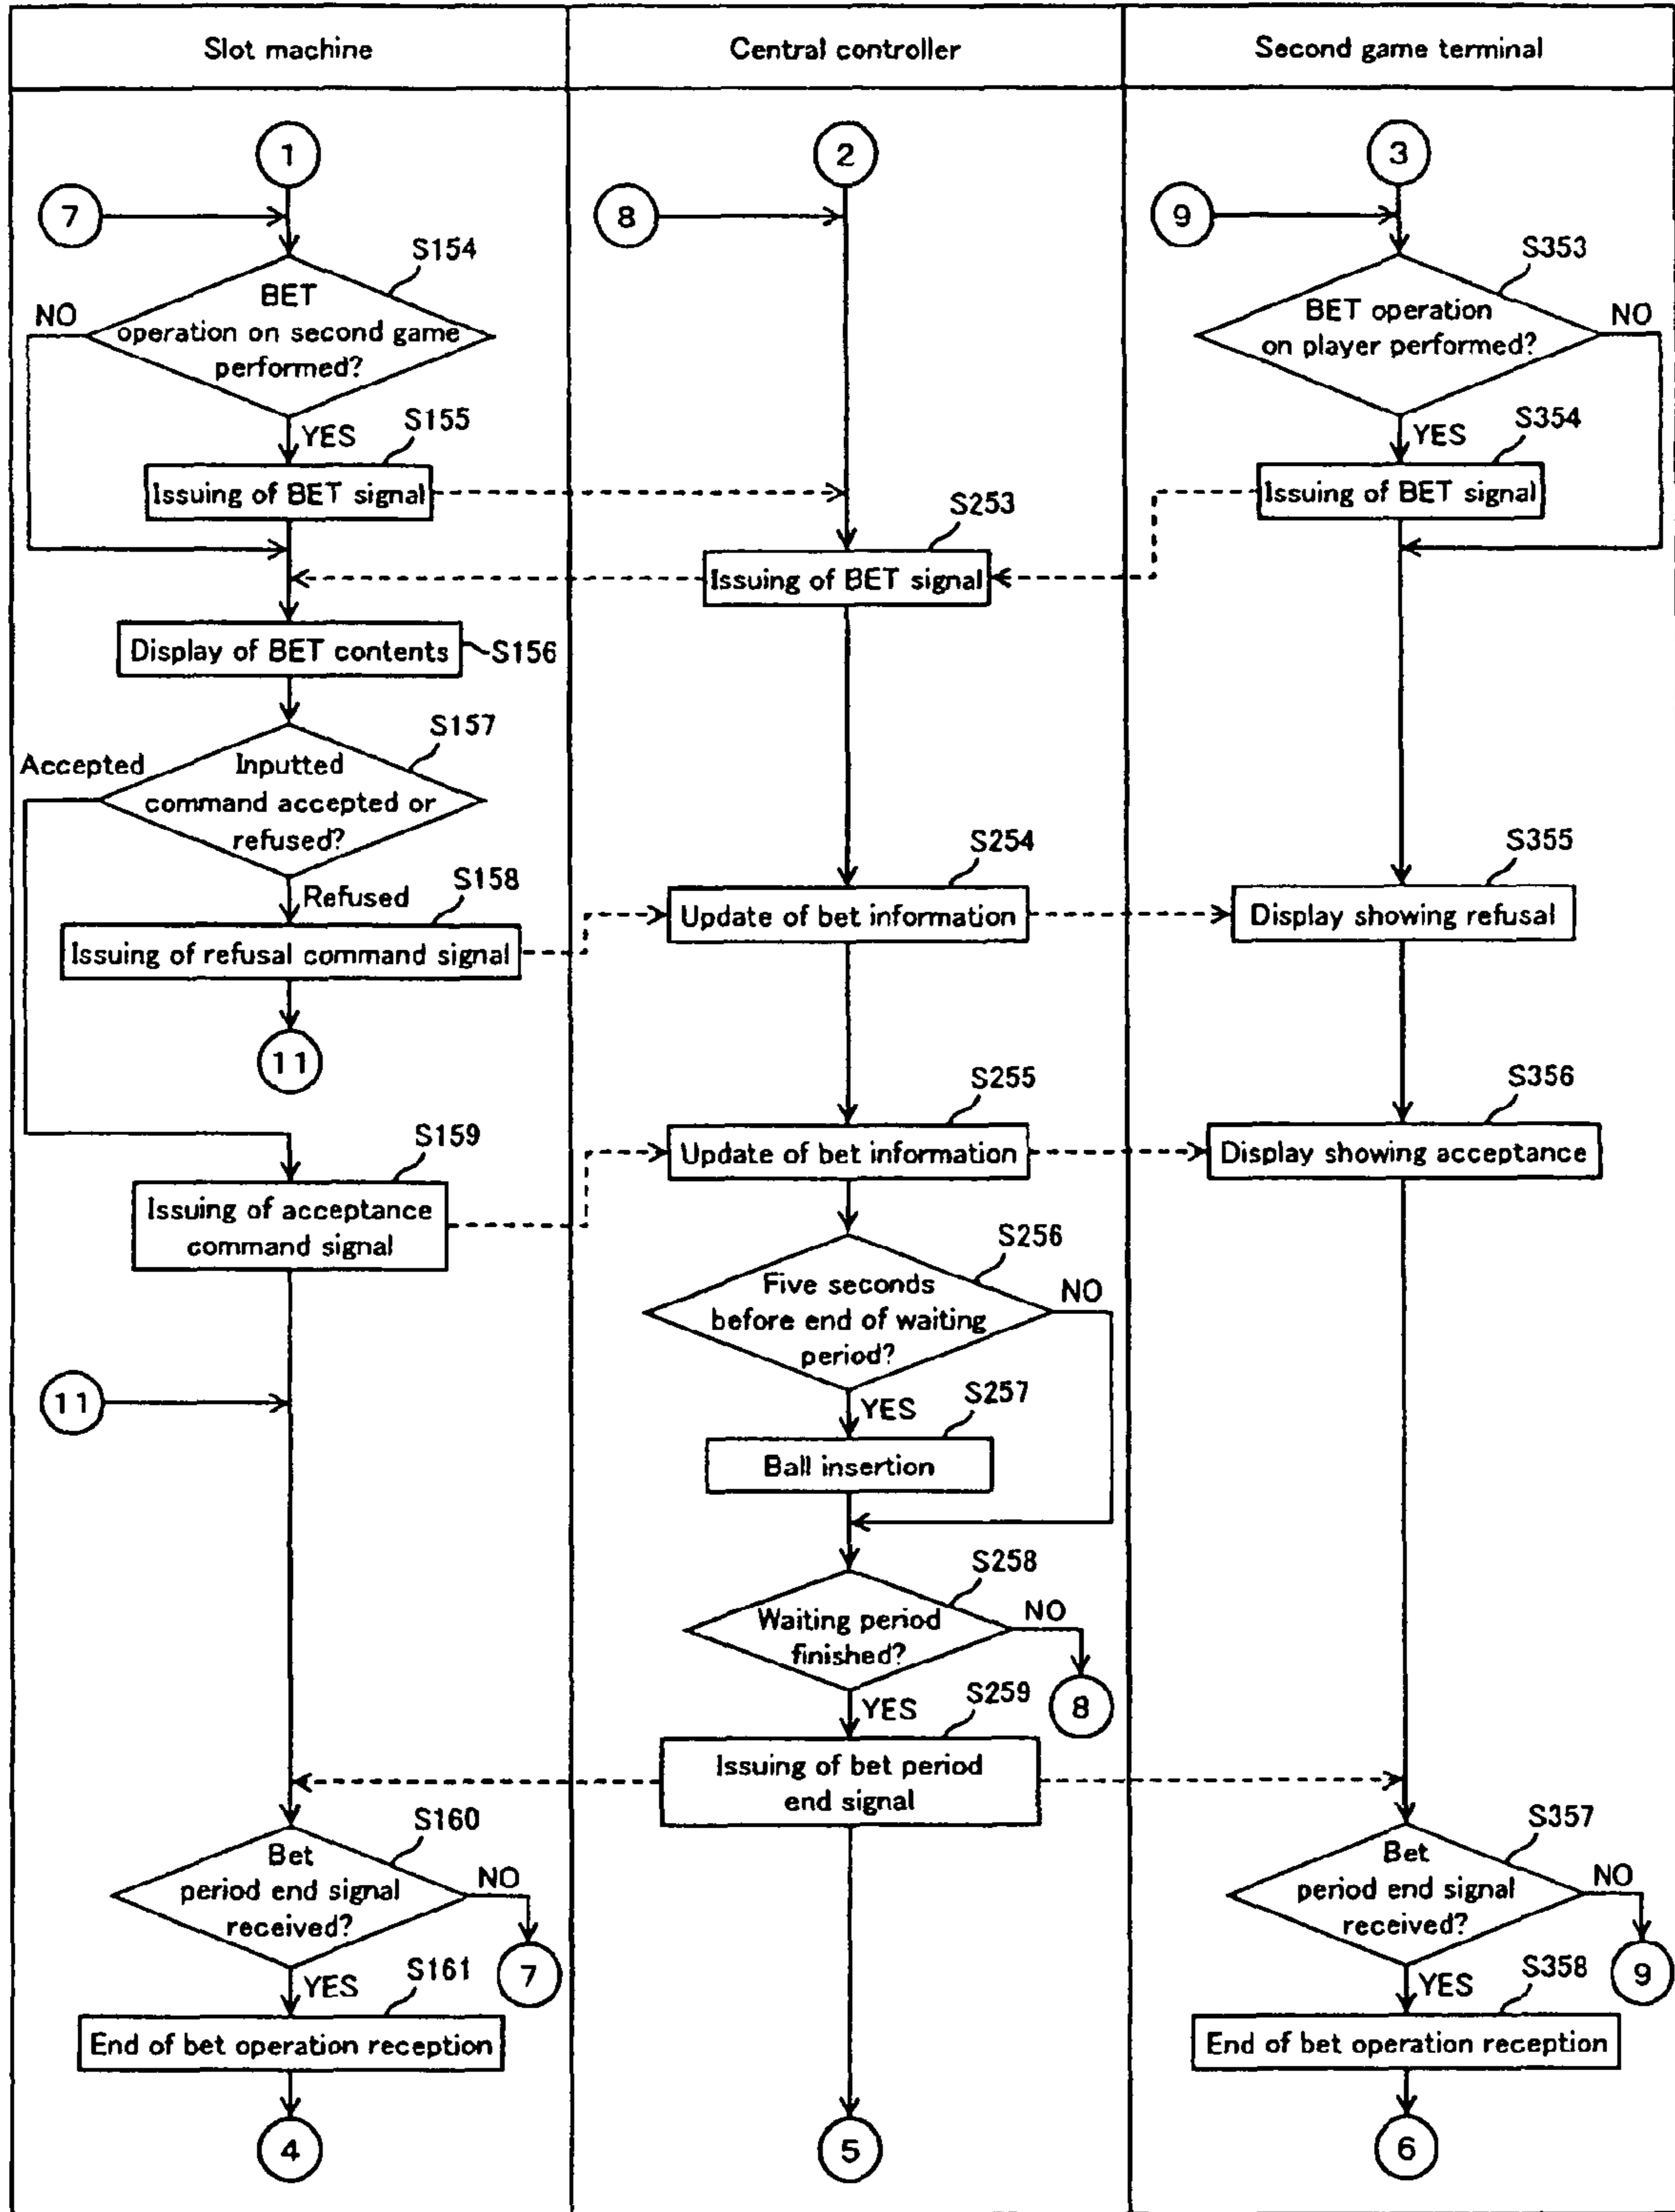 Slot machine
Central controller
Second game terminal
1
2
3
7
8
9
S154
BET
operation on second game
performed?
NO
YES
S155
Issuing of BET signal
S353
BET operation
on player performed?
NO
YES
S354
Issuing of BET signal
S253
Issuing of BET signal
Display of BET contents
S156
S157
Accepted
Inputted
command accepted or
refused?
Refused
S158
Issuing of refusal command signal
11
S254
Update of bet information
S355
Display showing refusal
S159
Issuing of acceptance
command signal
S255
Update of bet information
S356
Display showing acceptance
S256
Five seconds
before end of waiting
period?
NO
YES
11
S257
Ball insertion
S258
Waiting period
finished?
NO
8
YES
S259
Issuing of bet period
end signal
S160
Bet
period end signal
received?
NO
7
YES
S161
End of bet operation reception
S357
Bet
period end signal
received?
NO
9
YES
S358
End of bet operation reception
4
5
6